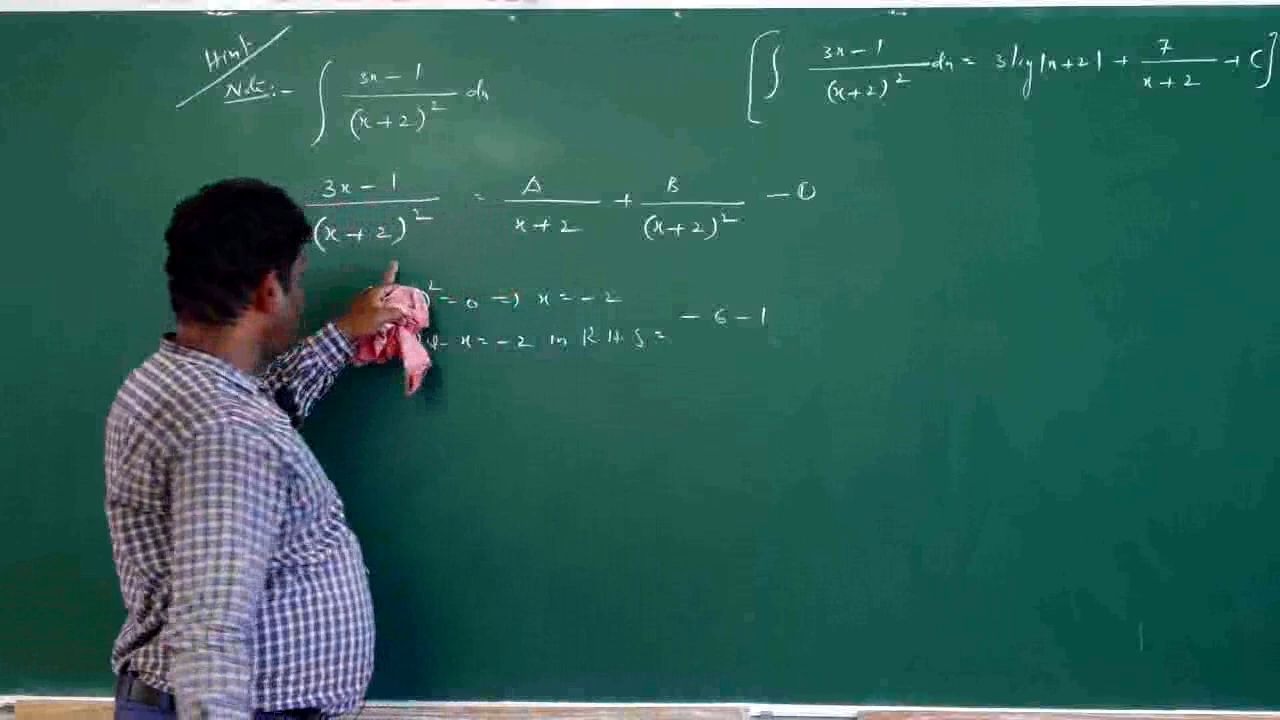 Hint
Note:- ∫ (3x - 1)/(x + 2)² dx
[∫ (3x - 1)/(x + 2)² dx = 3 log|x + 2| + 7/(x + 2) + C]
(3x - 1)/(x + 2)² = A/(x + 2) + B/(x + 2)² — ①
)² = 0 → x = - 2
x = - 2 in R.H.S = - 6 - 1